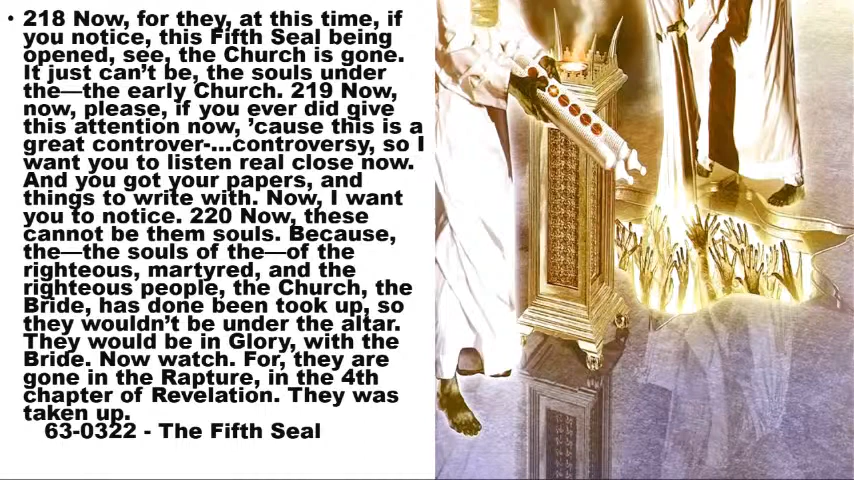 • 218 Now, for they, at this time, if
you notice, this Fifth Seal being
opened, see, the Church is gone.
It just can’t be, the souls under
the—the early Church. 219 Now,
now, please, if you ever did give
this attention now, ’cause this is a
great controver-...controversy, so I
want you to listen real close now.
And you got your papers, and
things to write with. Now, I want
you to notice. 220 Now, these
cannot be them souls. Because,
the—the souls of the—of the
righteous, martyred, and the
righteous people, the Church, the
Bride, has done been took up, so
they wouldn’t be under the altar.
They would be in Glory, with the
Bride. Now watch. For, they are
gone in the Rapture, in the 4th
chapter of Revelation. They was
taken up.
63-0322 - The Fifth Seal